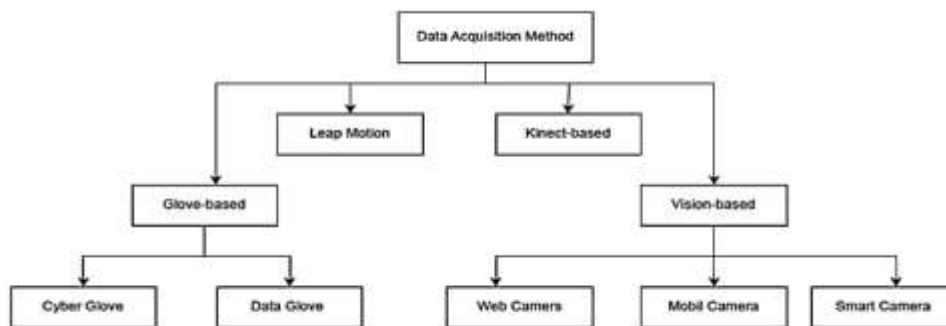 Data Acquisition Method
Leap Motion
Kinect-based
Glove-based
Vision-based
Cyber Glove
Data Glove
Web Camera
Mobil Camera
Smart Camera